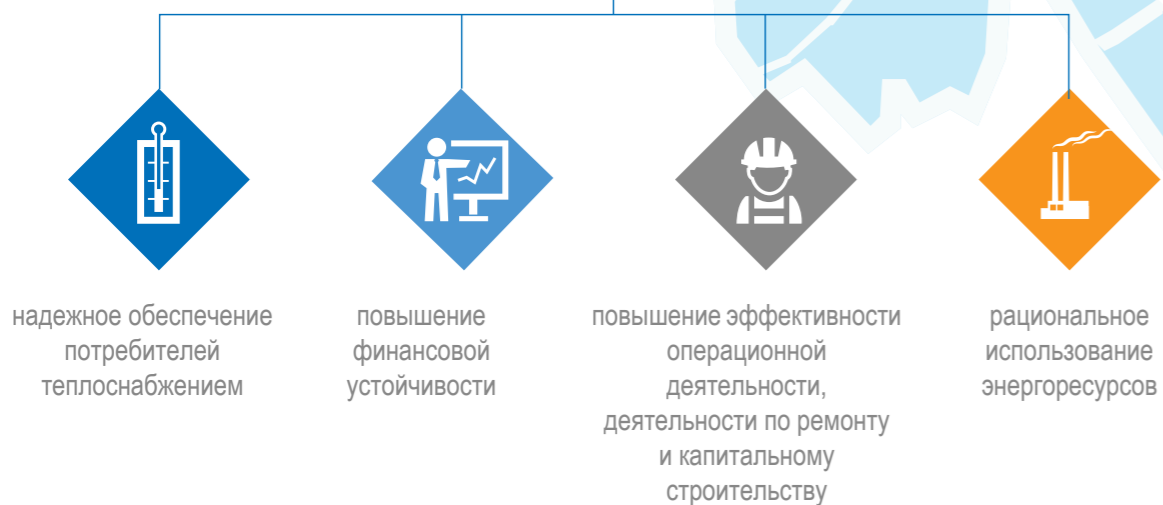 надежное обеспечение
потребителей
теплоснабжением
повышение
финансовой
устойчивости
повышение эффективности
операционной
деятельности,
деятельности по ремонту
и капитальному
строительству
рациональное
использование
энергоресурсов